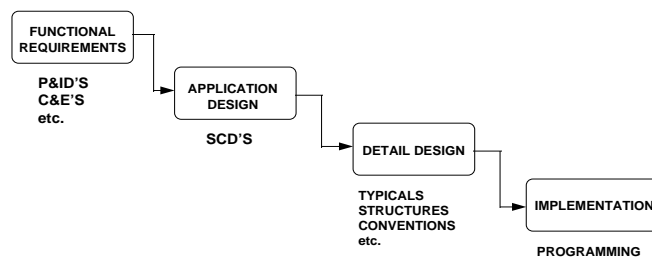 FUNCTIONAL
REQUIREMENTS
P&ID'S
C&E'S
etc.
APPLICATION
DESIGN
SCD'S
DETAIL DESIGN
TYPICALS
STRUCTURES
CONVENTIONS
etc.
IMPLEMENTATION
PROGRAMMING